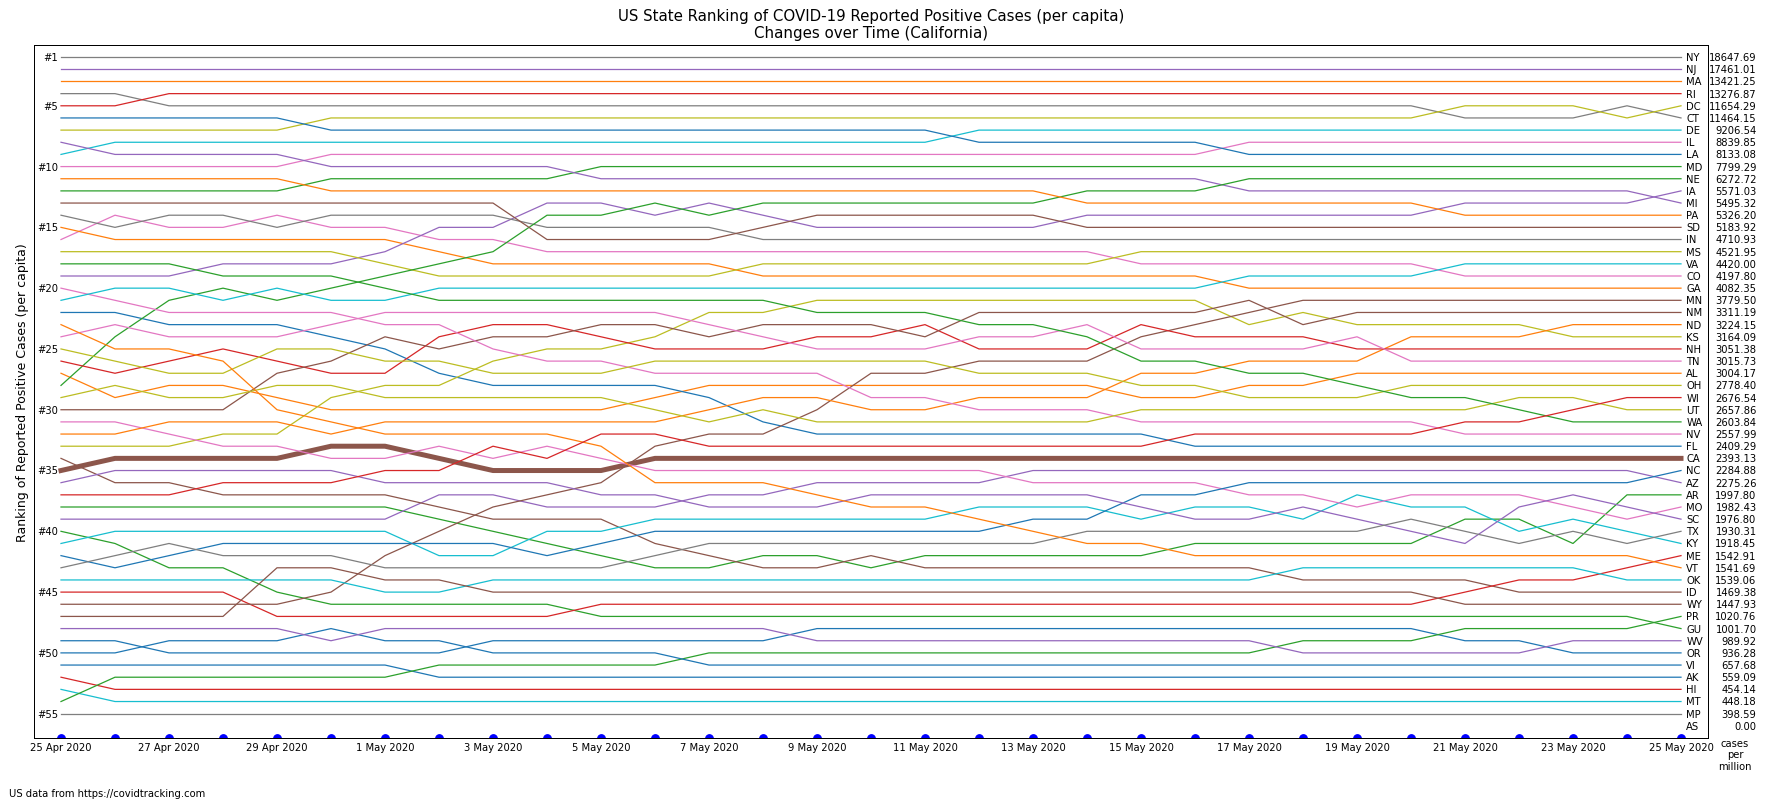 US State Ranking of COVID-19 Reported Positive Cases (per capita)
Changes over Time (California)
Ranking of Reported Positive Cases (per capita)
#1
#5
#10
#15
#20
#25
#30
#35
#40
#45
#50
#55
NY 18647.69
NJ 17461.01
MA 13421.25
RI 13276.87
DC 11654.29
CT 11464.15
DE 9206.54
IL 8839.85
LA 8133.08
MD 7799.29
NE 6272.72
IA 5571.03
MI 5495.32
PA 5326.20
SD 5183.92
IN 4710.93
MS 4521.95
VA 4420.00
CO 4197.80
GA 4082.35
MN 3779.50
NM 3311.19
ND 3224.15
KS 3164.09
NH 3051.38
TN 3015.73
AL 3004.17
OH 2778.40
WI 2676.54
UT 2657.86
WA 2603.84
NV 2557.99
FL 2409.29
CA 2393.13
NC 2284.88
AZ 2275.26
AR 1997.80
MO 1982.43
SC 1976.80
TX 1930.31
KY 1918.45
ME 1542.91
VT 1541.69
OK 1539.06
ID 1469.38
WY 1447.93
PR 1020.76
GU 1001.70
WV 989.92
OR 936.28
VI 657.68
AK 559.09
HI 454.14
MT 448.18
MP 398.59
AS 0.00
25 Apr 2020 27 Apr 2020 29 Apr 2020 1 May 2020 3 May 2020 5 May 2020 7 May 2020 9 May 2020 11 May 2020 13 May 2020 15 May 2020 17 May 2020 19 May 2020 21 May 2020 23 May 2020 25 May 2020
cases
per
million
US data from https://covidtracking.com